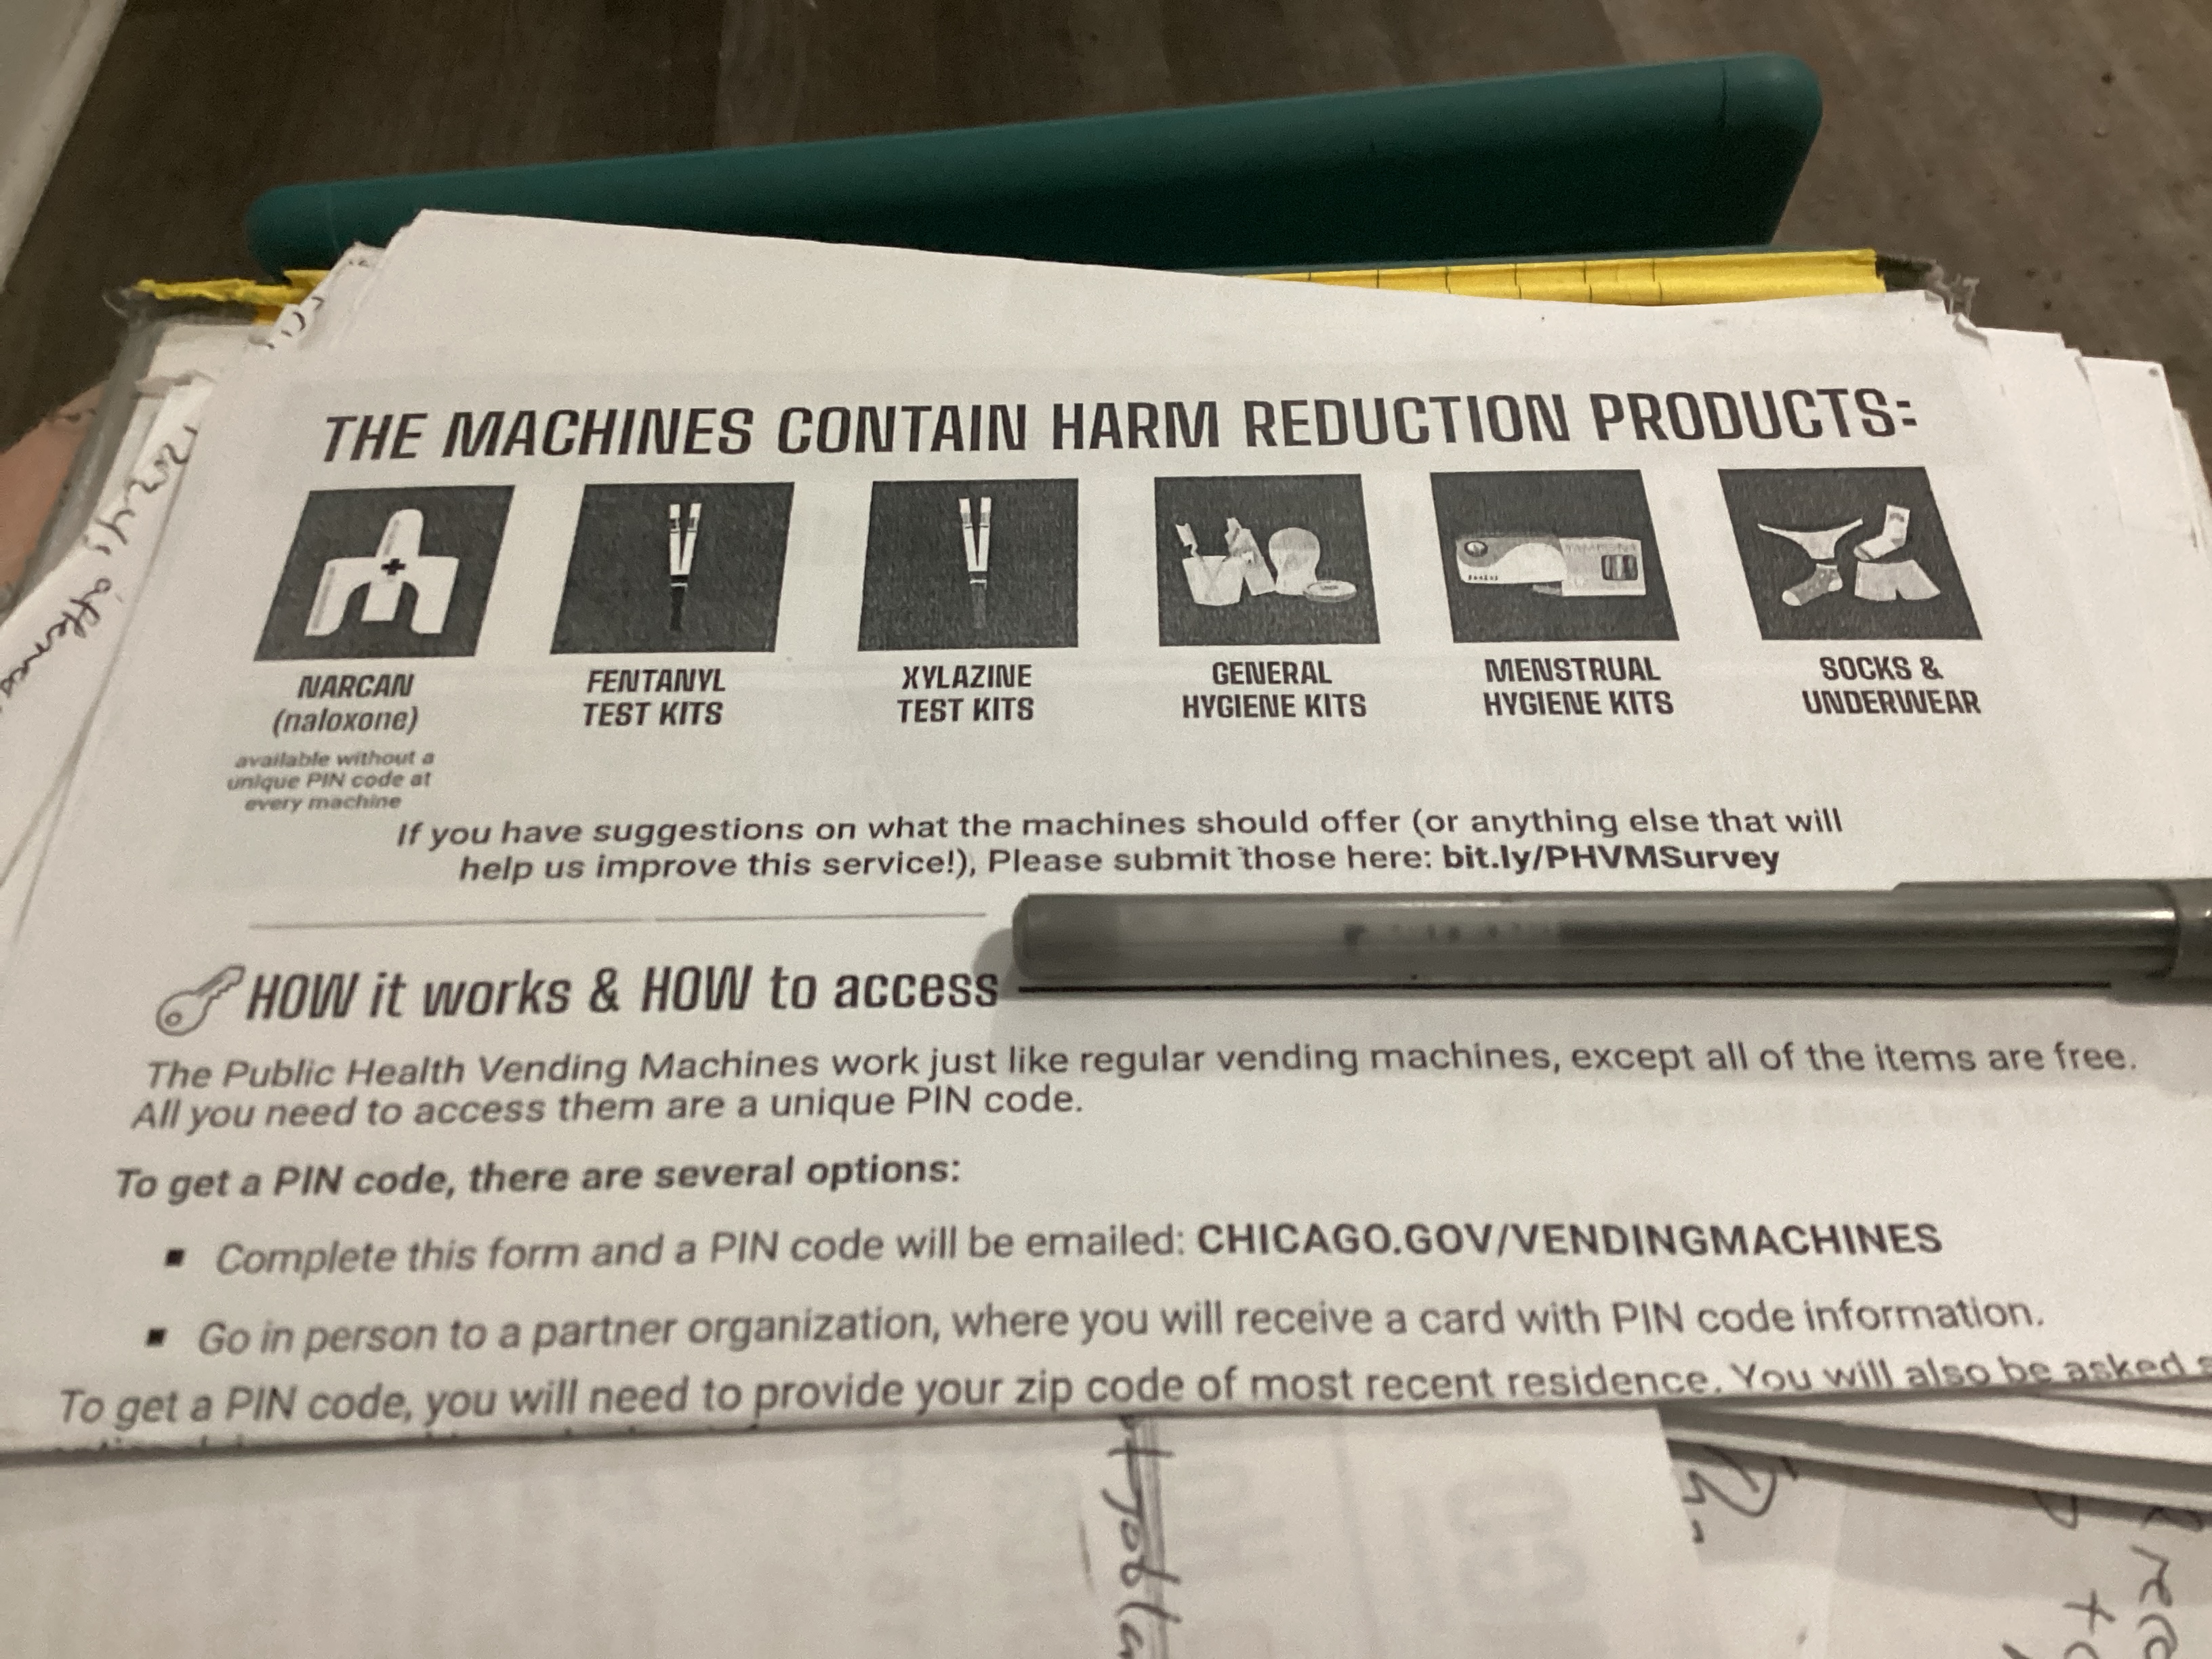 THE MACHINES CONTAIN HARM REDUCTION PRODUCTS:
NARCAN
(naloxone)
available without a
unique PIN code at
every machine
FENTANYL
TEST KITS
XYLAZINE
TEST KITS
GENERAL
HYGIENE KITS
MENSTRUAL
HYGIENE KITS
SOCKS &
UNDERWEAR
If you have suggestions on what the machines should offer (or anything else that will
help us improve this service!), Please submit those here: bit.ly/PHVMSurvey
HOW it works & HOW to access
The Public Health Vending Machines work just like regular vending machines, except all of the items are free.
All you need to access them are a unique PIN code.
To get a PIN code, there are several options:
▪ Complete this form and a PIN code will be emailed: CHICAGO.GOV/VENDINGMACHINES
▪ Go in person to a partner organization, where you will receive a card with PIN code information.
To get a PIN code, you will need to provide your zip code of most recent residence. You will also be asked